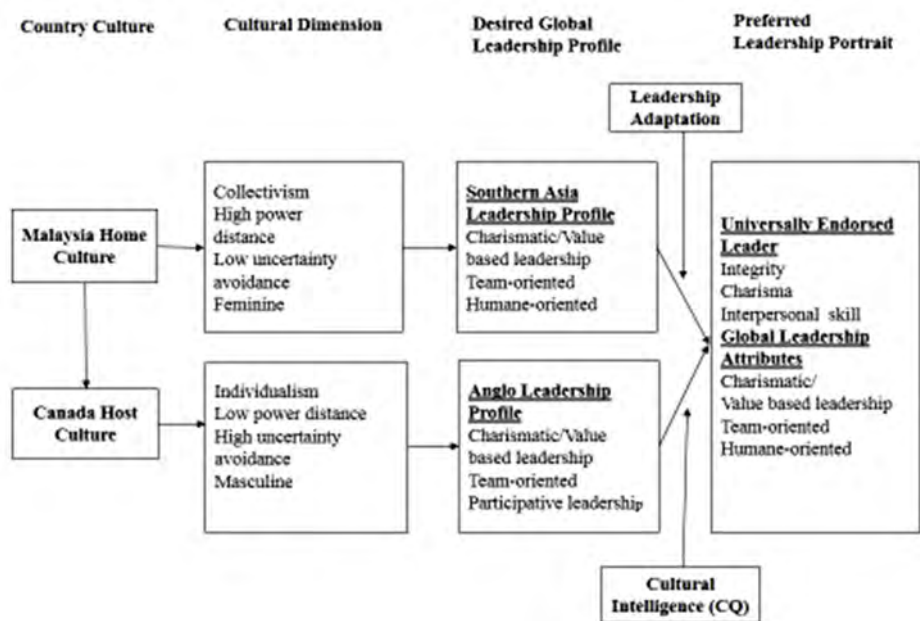 Country Culture
Cultural Dimension
Desired Global
Leadership Profile
Preferred
Leadership Portrait
Leadership
Adaptation
Malaysia Home
Culture
Collectivism
High power
distance
Low uncertainty
avoidance
Feminine
Southern Asia
Leadership Profile
Charismatic/Value
based leadership
Team-oriented
Humane-oriented
Canada Host
Culture
Individualism
Low power distance
High uncertainty
avoidance
Masculine
Anglo Leadership
Profile
Charismatic/Value
based leadership
Team-oriented
Participative leadership
Universally Endorsed
Leader
Integrity
Charisma
Interpersonal skill
Global Leadership
Attributes
Charismatic/
Value based leadership
Team-oriented
Humane-oriented
Cultural
Intelligence (CQ)